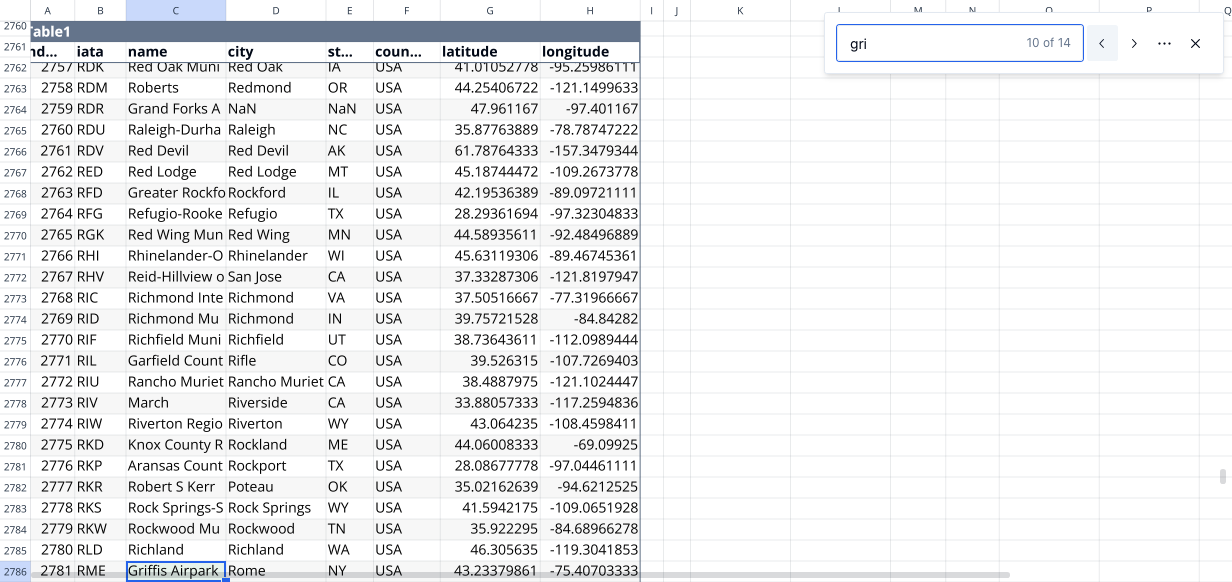 A B C D E F G H I J K L M N O P Q
2760 Table1
2761 nd... iata name city st... coun... latitude longitude
2762 2757 RDK Red Oak Muni Red Oak IA USA 41.01052778 -95.25986111
2763 2758 RDM Roberts Redmond OR USA 44.25406722 -121.1499633
2764 2759 RDR Grand Forks A NaN NaN USA 47.961167 -97.401167
2765 2760 RDU Raleigh-Durha Raleigh NC USA 35.87763889 -78.78747222
2766 2761 RDV Red Devil Red Devil AK USA 61.78764333 -157.3479344
2767 2762 RED Red Lodge Red Lodge MT USA 45.18744472 -109.2673778
2768 2763 RFD Greater Rockfo Rockford IL USA 42.19536389 -89.09721111
2769 2764 RFG Refugio-Rooke Refugio TX USA 28.29361694 -97.32304833
2770 2765 RGK Red Wing Mun Red Wing MN USA 44.58935611 -92.48496889
2771 2766 RHI Rhinelander-O Rhinelander WI USA 45.63119306 -89.46745361
2772 2767 RHV Reid-Hillview o San Jose CA USA 37.33287306 -121.8197947
2773 2768 RIC Richmond Inte Richmond VA USA 37.50516667 -77.31966667
2774 2769 RID Richmond Mu Richmond IN USA 39.75721528 -84.84282
2775 2770 RIF Richfield Muni Richfield UT USA 38.73643611 -112.0989444
2776 2771 RIL Garfield Count Rifle CO USA 39.526315 -107.7269403
2777 2772 RIU Rancho Muriet Rancho Muriet CA USA 38.4887975 -121.1024447
2778 2773 RIV March Riverside CA USA 33.88057333 -117.2594836
2779 2774 RIW Riverton Regio Riverton WY USA 43.064235 -108.4598411
2780 2775 RKD Knox County R Rockland ME USA 44.06008333 -69.09925
2781 2776 RKP Aransas Count Rockport TX USA 28.08677778 -97.04461111
2782 2777 RKR Robert S Kerr Poteau OK USA 35.02162639 -94.6212525
2783 2778 RKS Rock Springs-S Rock Springs WY USA 41.5942175 -109.0651928
2784 2779 RKW Rockwood Mu Rockwood TN USA 35.922295 -84.68966278
2785 2780 RLD Richland Richland WA USA 46.305635 -119.3041853
2786 2781 RME Griffis Airpark Rome NY USA 43.23379861 -75.40703333
gri 10 of 14